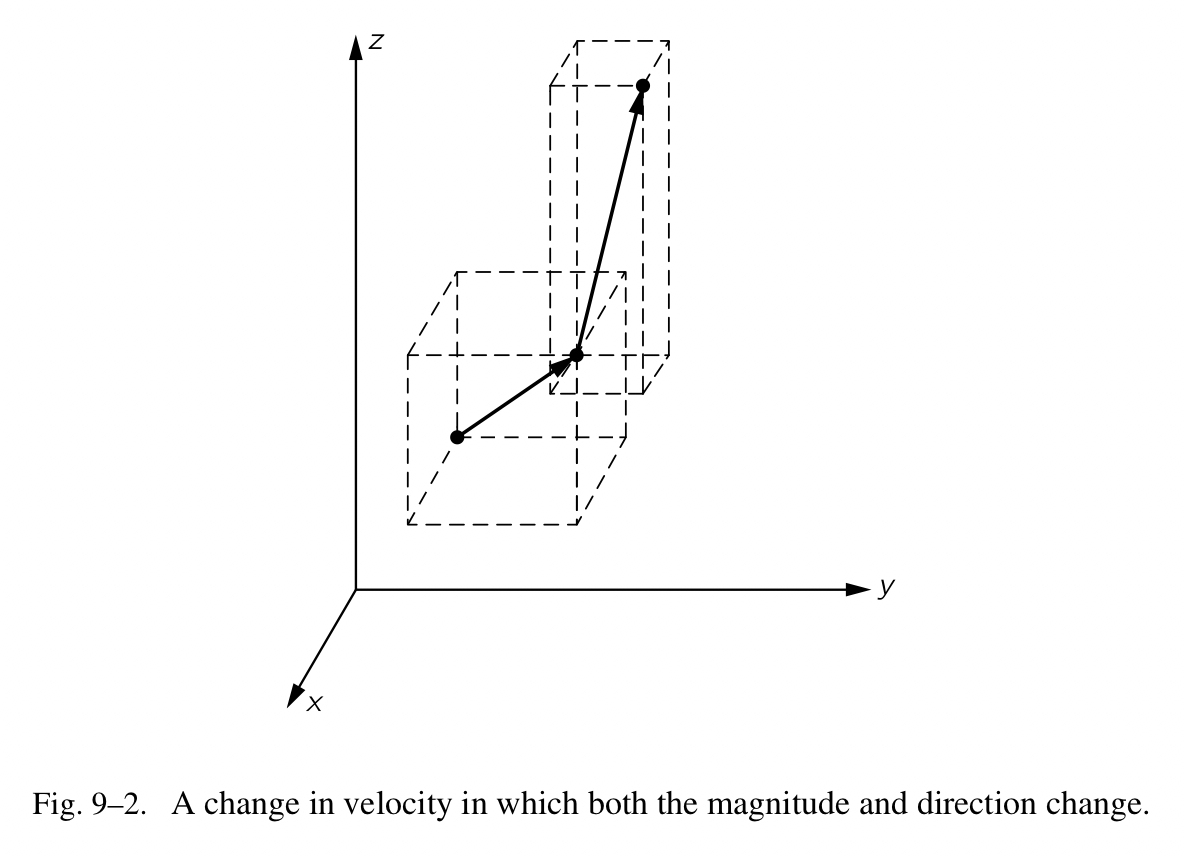 z
y
x
Fig. 9–2. A change in velocity in which both the magnitude and direction change.